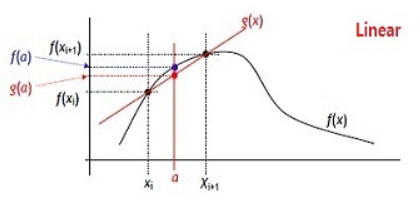 g(x)
Linear
f(xᵢ₊₁)
f(a)
g(a)
f(xᵢ)
f(x)
xᵢ
a
Xᵢ₊₁